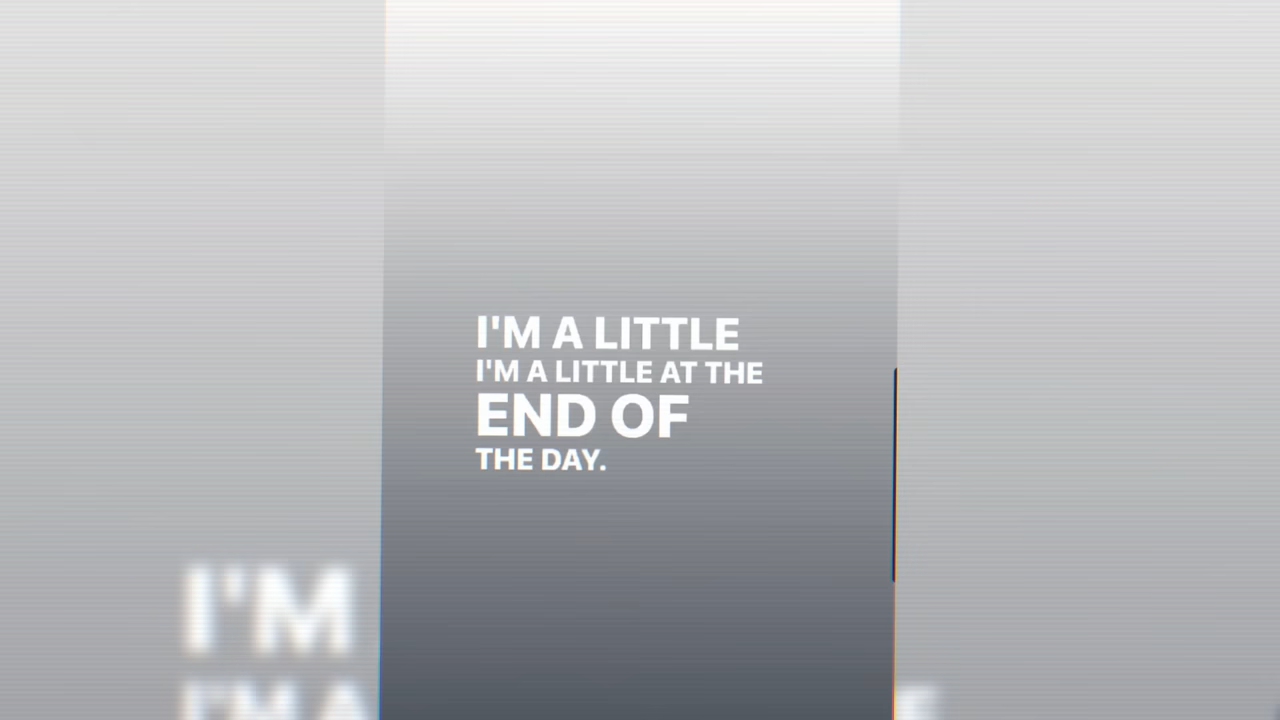 I'M A LITTLE
I'M A LITTLE AT THE
END OF
THE DAY.
I'M
I'M A